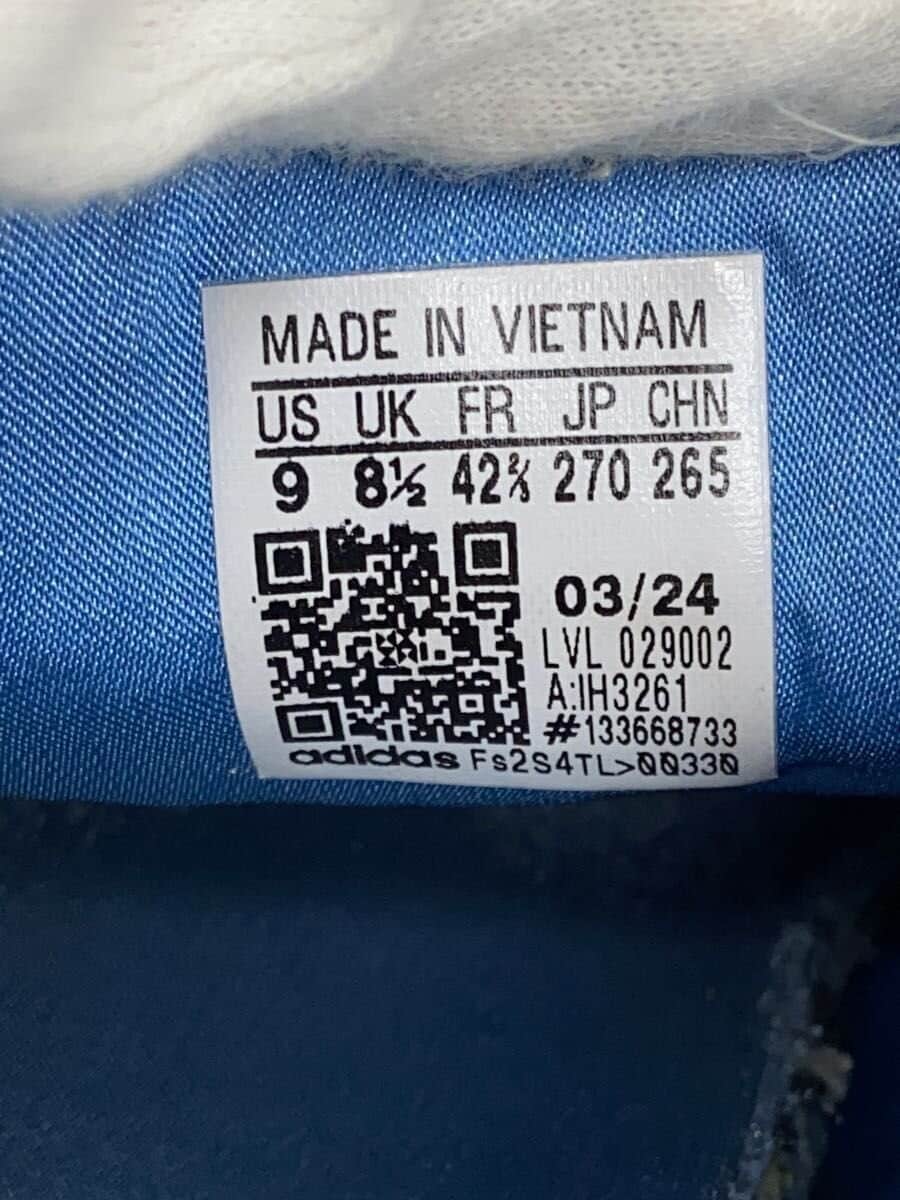 MADE IN VIETNAM
US UK FR JP CHN
9 8½ 42⅔ 270 265
03/24
LVL 029002
A:IH3261
#133668733
adidas Fs2S4TL>00330